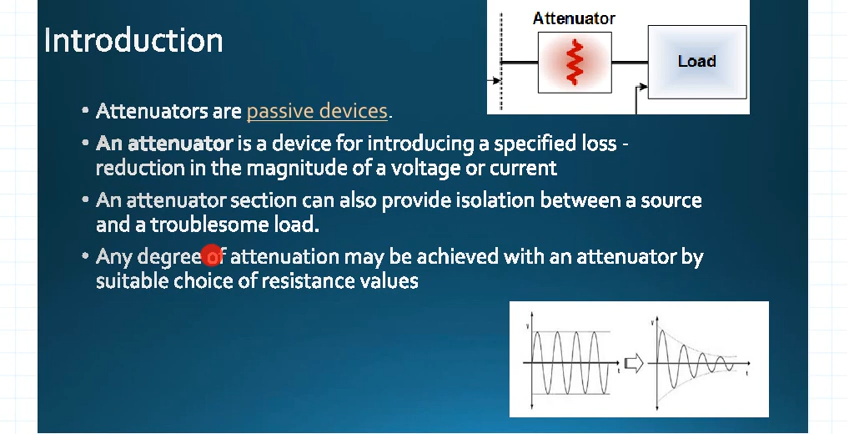 Introduction
Attenuator
Load
• Attenuators are passive devices.
• An attenuator is a device for introducing a specified loss -
reduction in the magnitude of a voltage or current
• An attenuator section can also provide isolation between a source
and a troublesome load.
• Any degree of attenuation may be achieved with an attenuator by
suitable choice of resistance values
V
t
V
t